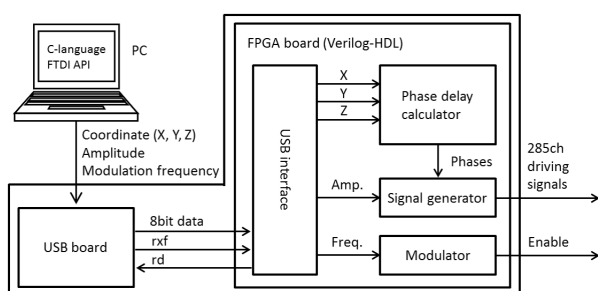 C-language
FTDI API
PC
Coordinate (X, Y, Z)
Amplitude
Modulation frequency
FPGA board (Verilog-HDL)
USB interface
X
Y
Z
Phase delay
calculator
Phases
Amp.
Signal generator
285ch
driving
signals
Freq.
Modulator
Enable
USB board
8bit data
rxf
rd